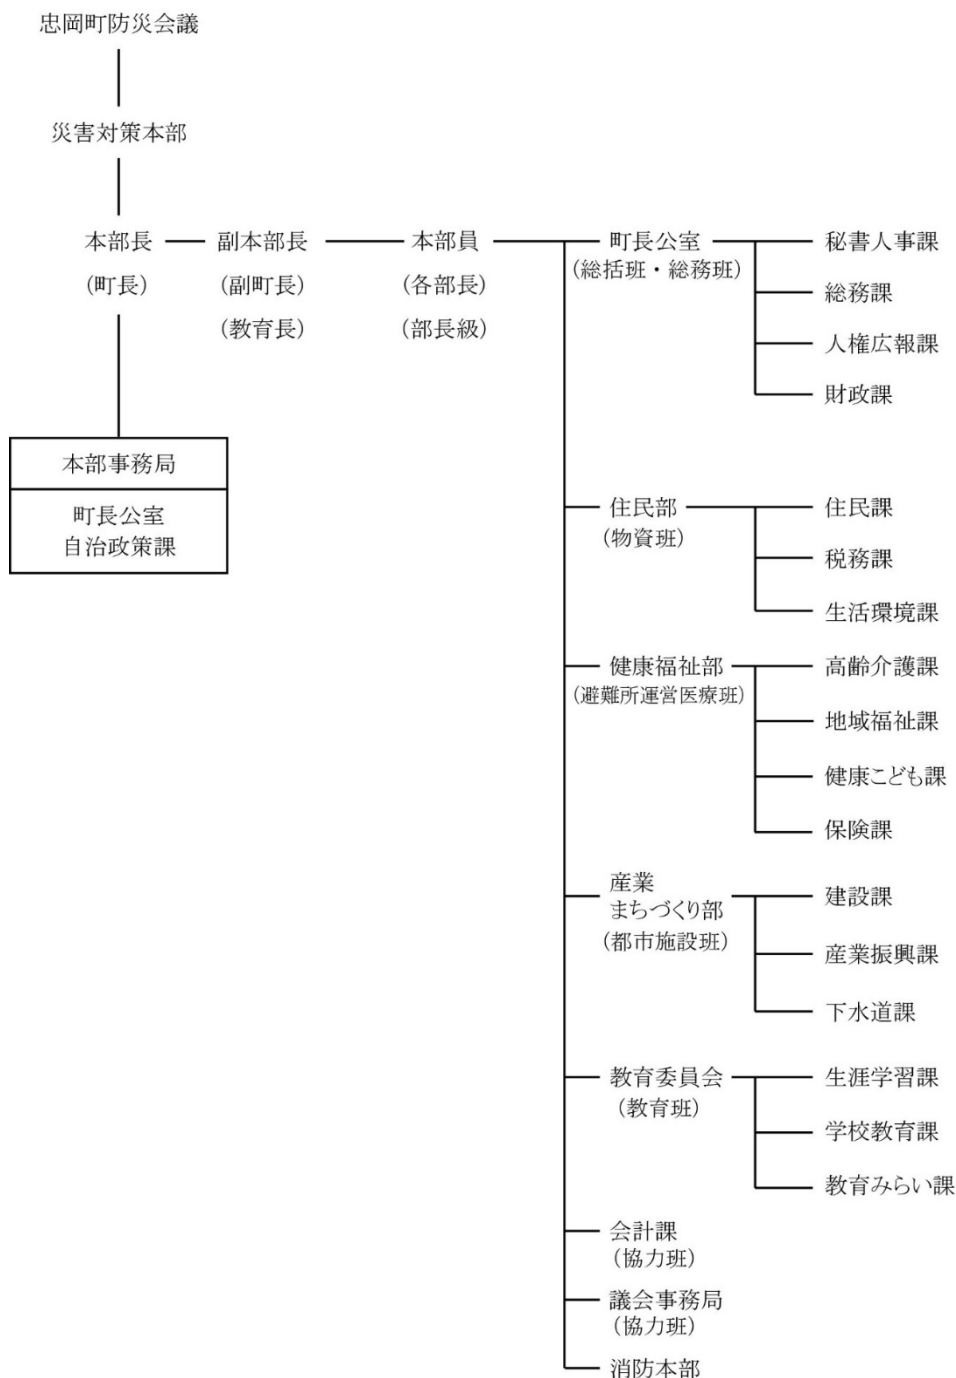 忠岡町防災会議
災害対策本部
本部長
(町長)
副本部長
(副町長)
(教育長)
本部員
(各部長)
(部長級)
本部事務局
町長公室
自治政策課
町長公室
(総括班・総務班)
秘書人事課
総務課
人権広報課
財政課
住民部
(物資班)
住民課
税務課
生活環境課
健康福祉部
(避難所運営医療班)
高齢介護課
地域福祉課
健康こども課
保険課
産業
まちづくり部
(都市施設班)
建設課
産業振興課
下水道課
教育委員会
(教育班)
生涯学習課
学校教育課
教育みらい課
会計課
(協力班)
議会事務局
(協力班)
消防本部